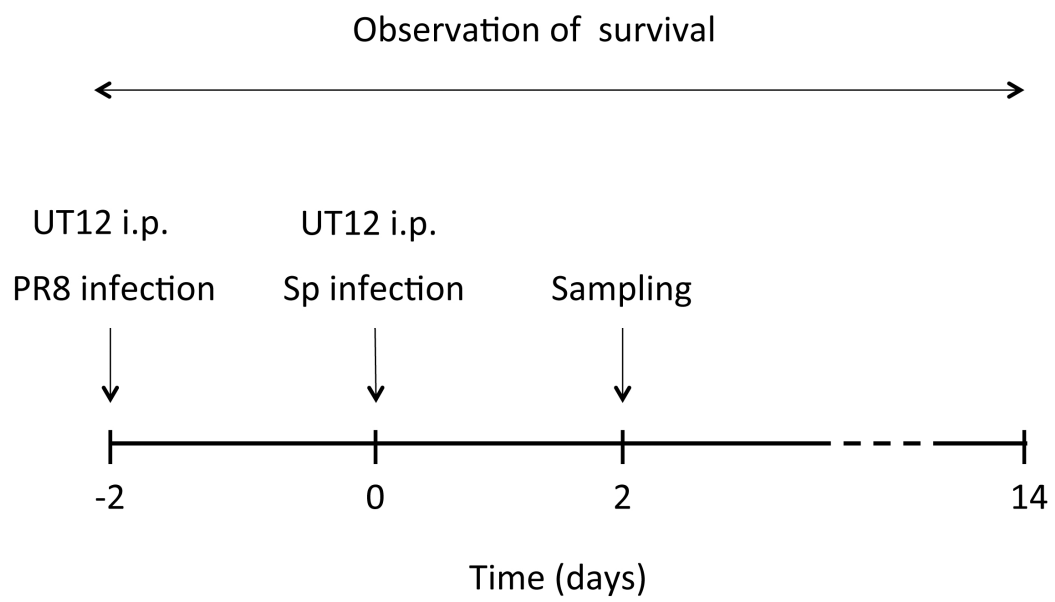 Observation of survival
UT12 i.p. UT12 i.p.
PR8 infection Sp infection Sampling
-2 0 2 14
Time (days)